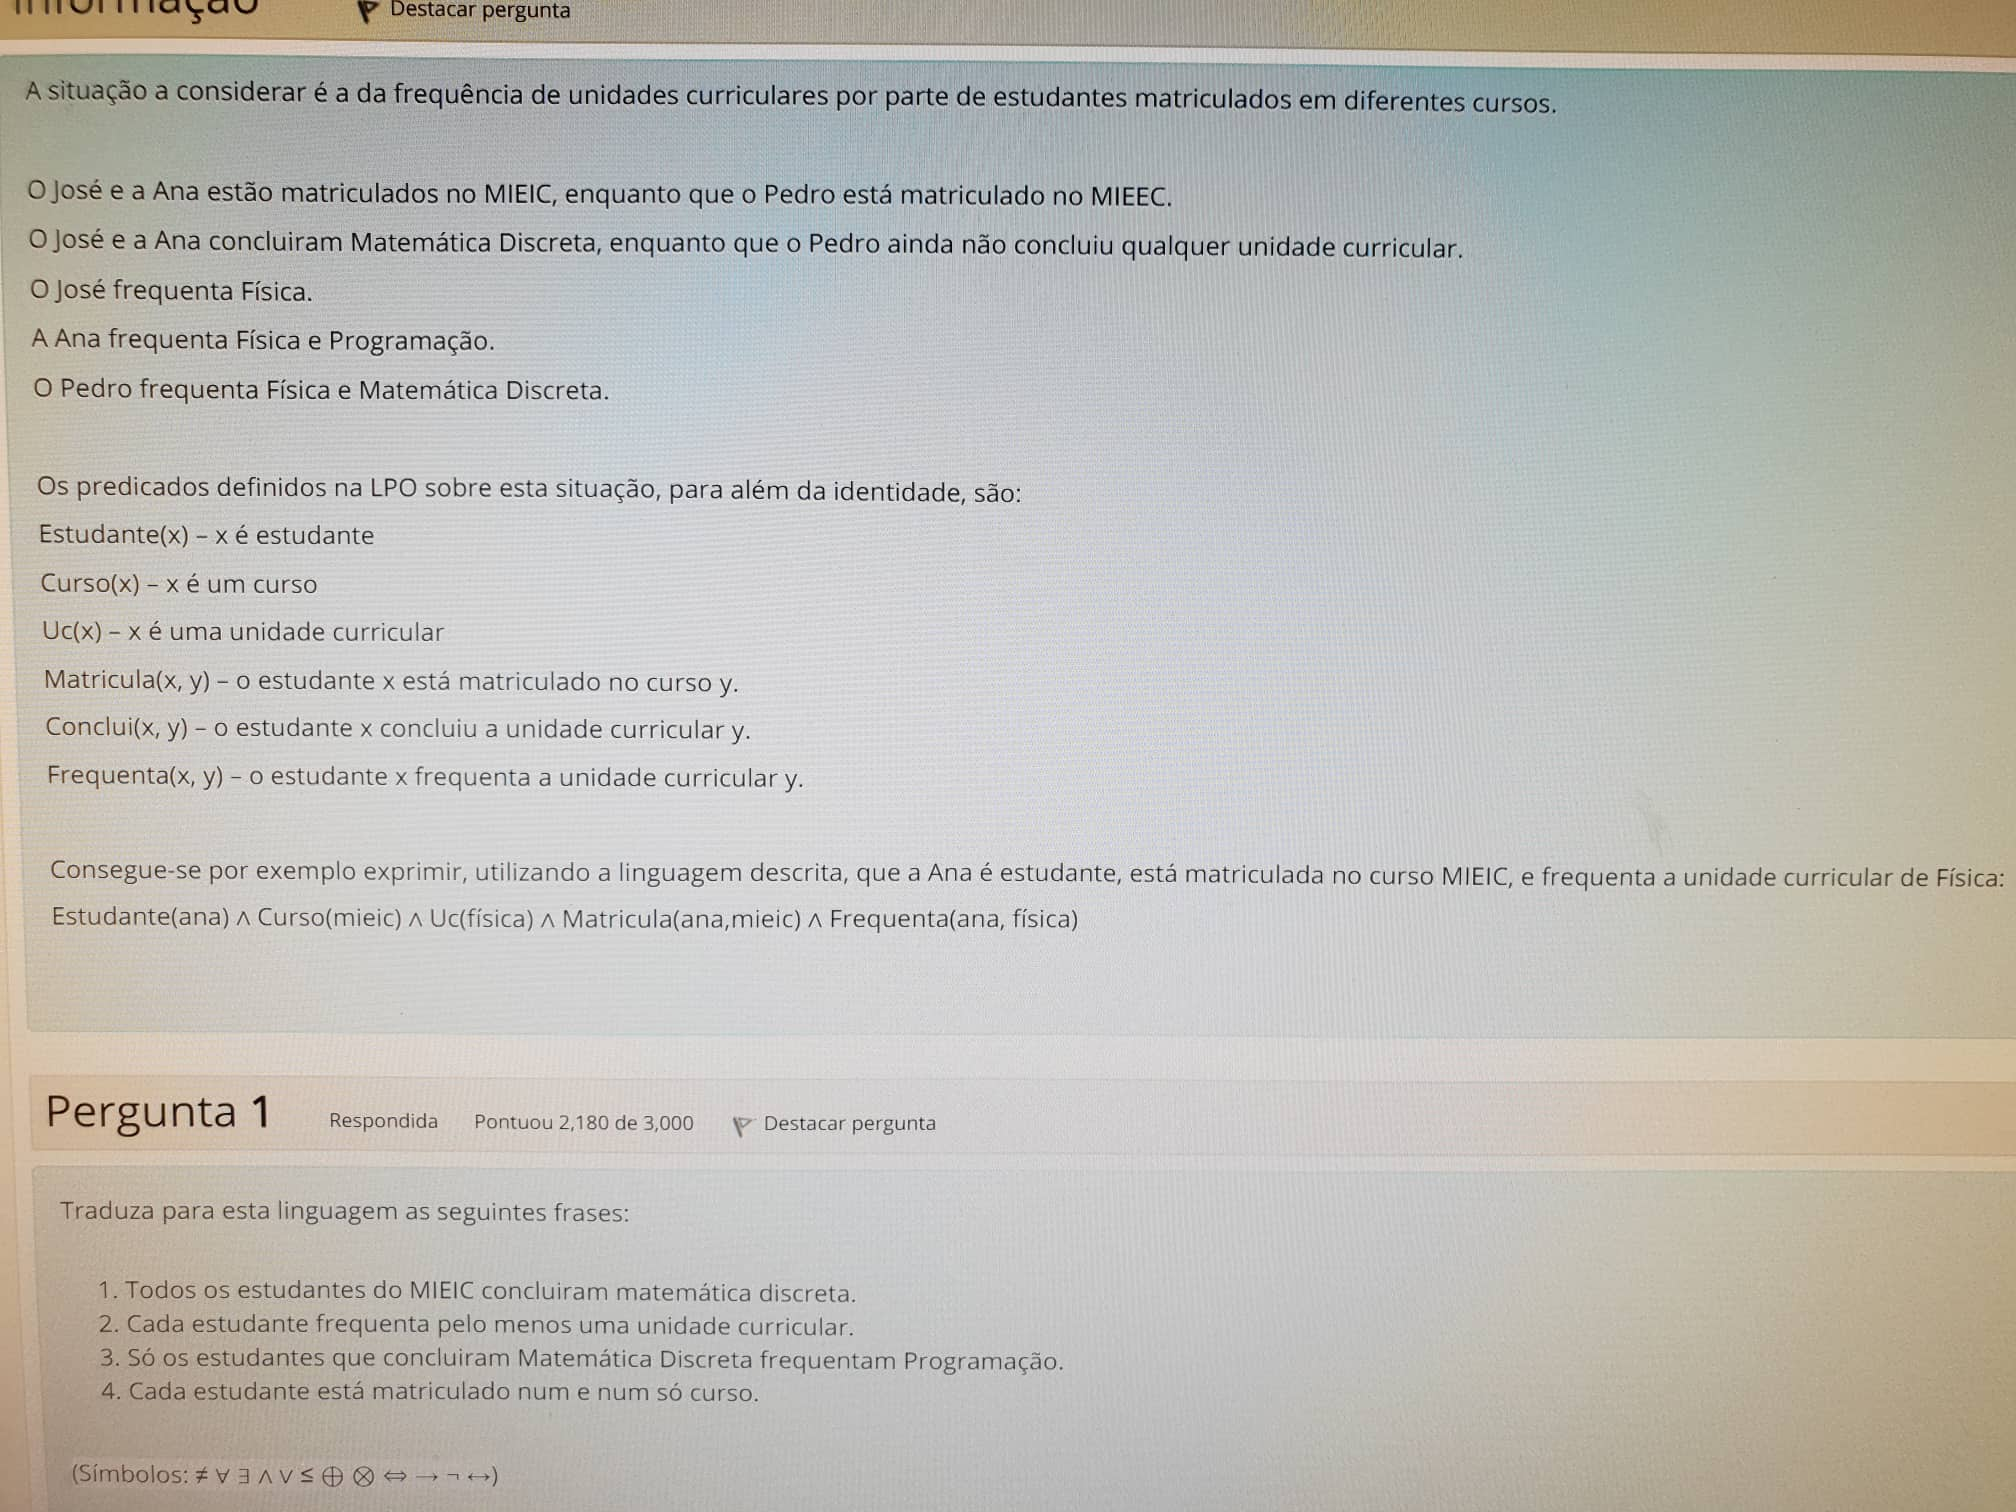 Informação Destacar pergunta
A situação a considerar é a da frequência de unidades curriculares por parte de estudantes matriculados em diferentes cursos.
O José e a Ana estão matriculados no MIEIC, enquanto que o Pedro está matriculado no MIEEC.
O José e a Ana concluiram Matemática Discreta, enquanto que o Pedro ainda não concluiu qualquer unidade curricular.
O José frequenta Física.
A Ana frequenta Física e Programação.
O Pedro frequenta Física e Matemática Discreta.
Os predicados definidos na LPO sobre esta situação, para além da identidade, são:
Estudante(x) – x é estudante
Curso(x) – x é um curso
Uc(x) – x é uma unidade curricular
Matricula(x, y) – o estudante x está matriculado no curso y.
Conclui(x, y) – o estudante x concluiu a unidade curricular y.
Frequenta(x, y) – o estudante x frequenta a unidade curricular y.
Consegue-se por exemplo exprimir, utilizando a linguagem descrita, que a Ana é estudante, está matriculada no curso MIEIC, e frequenta a unidade curricular de Física:
Estudante(ana) ∧ Curso(mieic) ∧ Uc(física) ∧ Matricula(ana,mieic) ∧ Frequenta(ana, física)
Pergunta 1 Respondida Pontuou 2,180 de 3,000 Destacar pergunta
Traduza para esta linguagem as seguintes frases:
1. Todos os estudantes do MIEIC concluiram matemática discreta.
2. Cada estudante frequenta pelo menos uma unidade curricular.
3. Só os estudantes que concluiram Matemática Discreta frequentam Programação.
4. Cada estudante está matriculado num e num só curso.
(Símbolos: ≠ ∀ ∃ ∧ ∨ ≤ ⊕ ⊗ ⇔ → ¬ ↔)